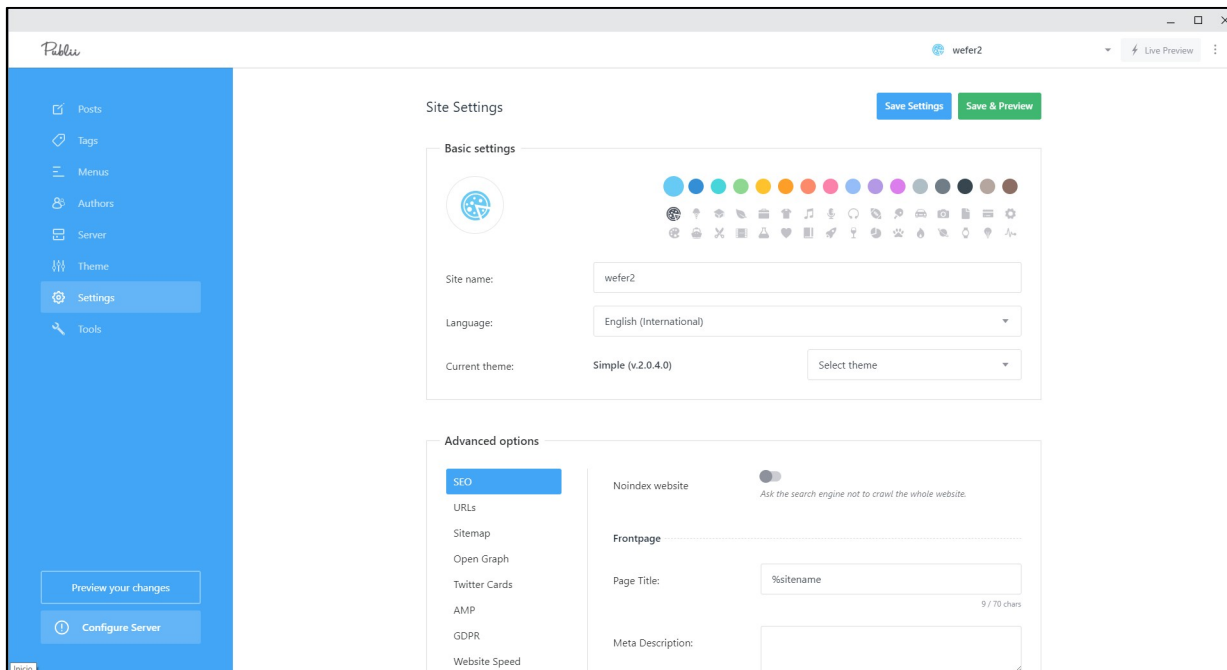 Publii
wefer2
Live Preview
Posts
Tags
Menus
Authors
Server
Theme
Settings
Tools
Preview your changes
Configure Server
Inicio
Site Settings
Save Settings
Save & Preview
Basic settings
Site name:
wefer2
Language:
English (International)
Current theme:
Simple (v.2.0.4.0)
Select theme
Advanced options
SEO
URLs
Sitemap
Open Graph
Twitter Cards
AMP
GDPR
Website Speed
Noindex website
Ask the search engine not to crawl the whole website.
Frontpage
Page Title:
%sitename
9 / 70 chars
Meta Description: